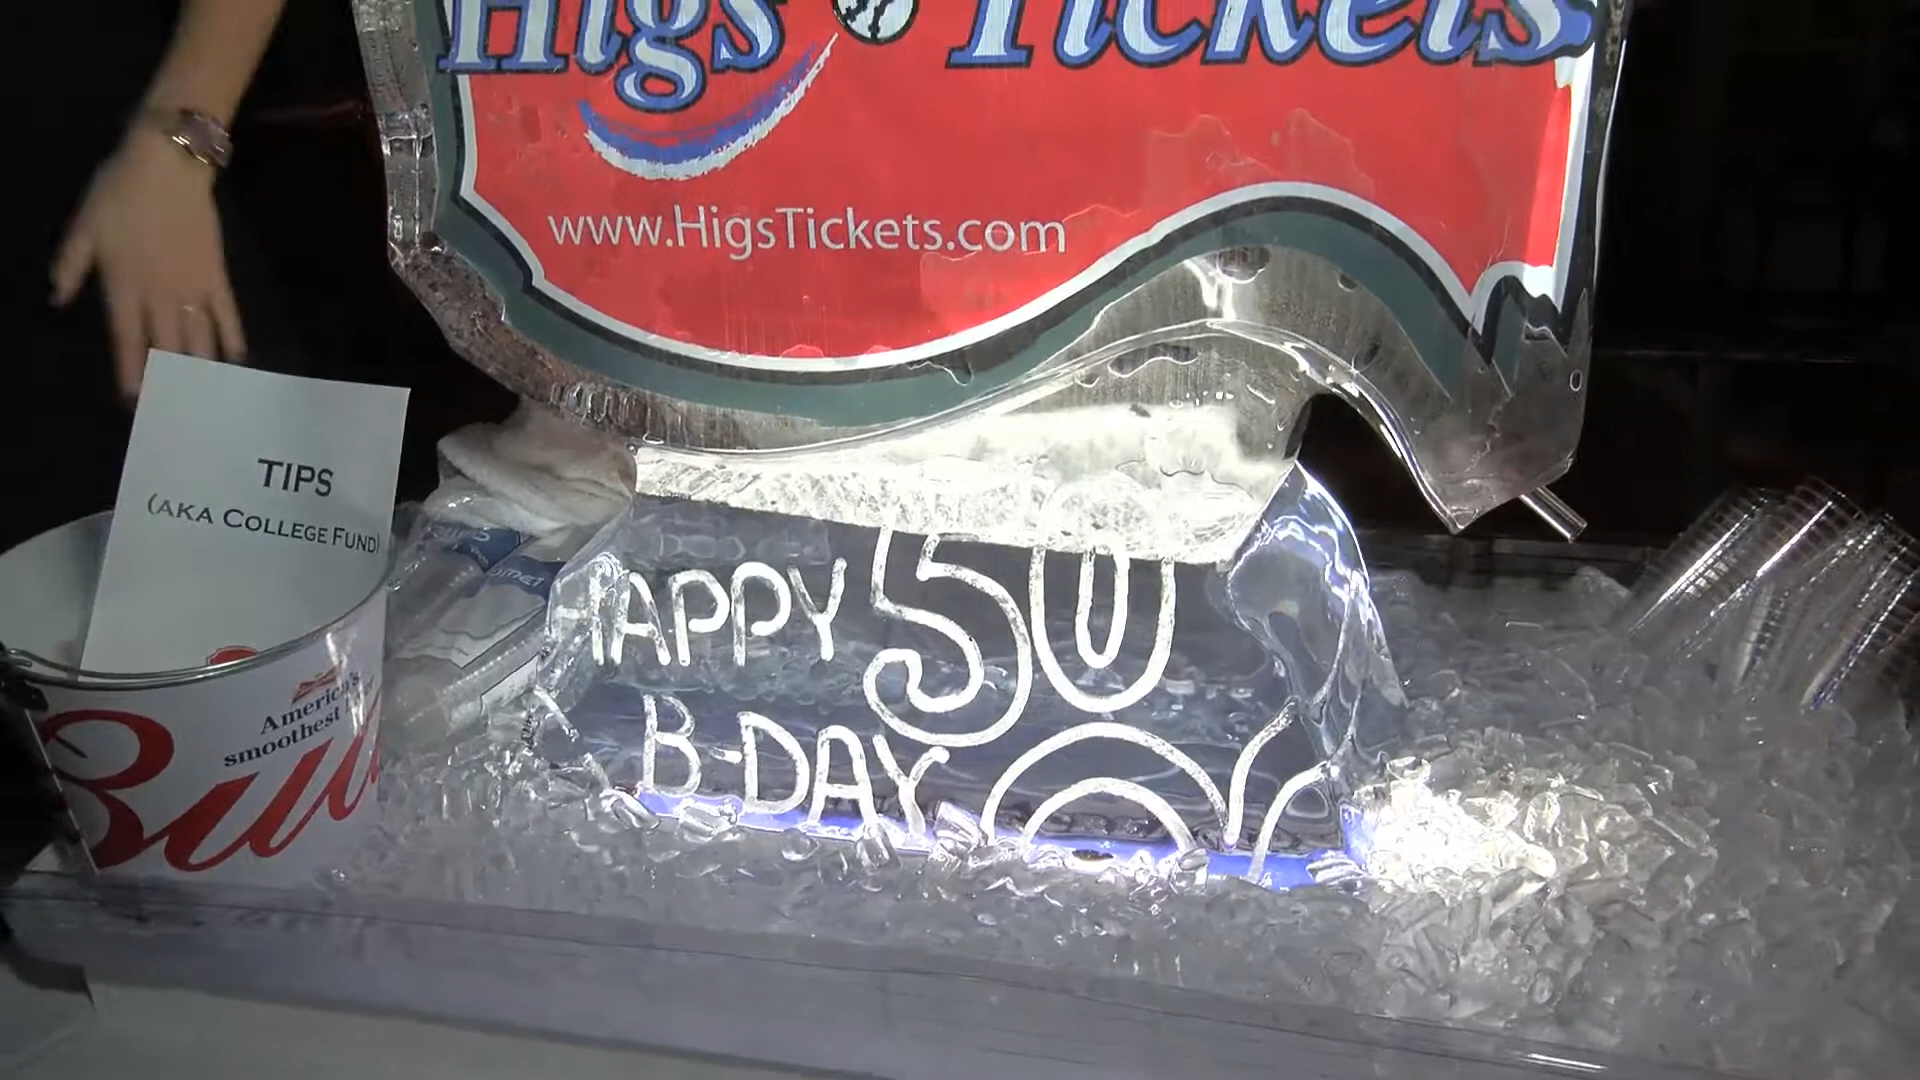 Higs Tickets
www.HigsTickets.com
TIPS
(AKA COLLEGE FUND)
HAPPY 50
B-DAY
America's
smoothest